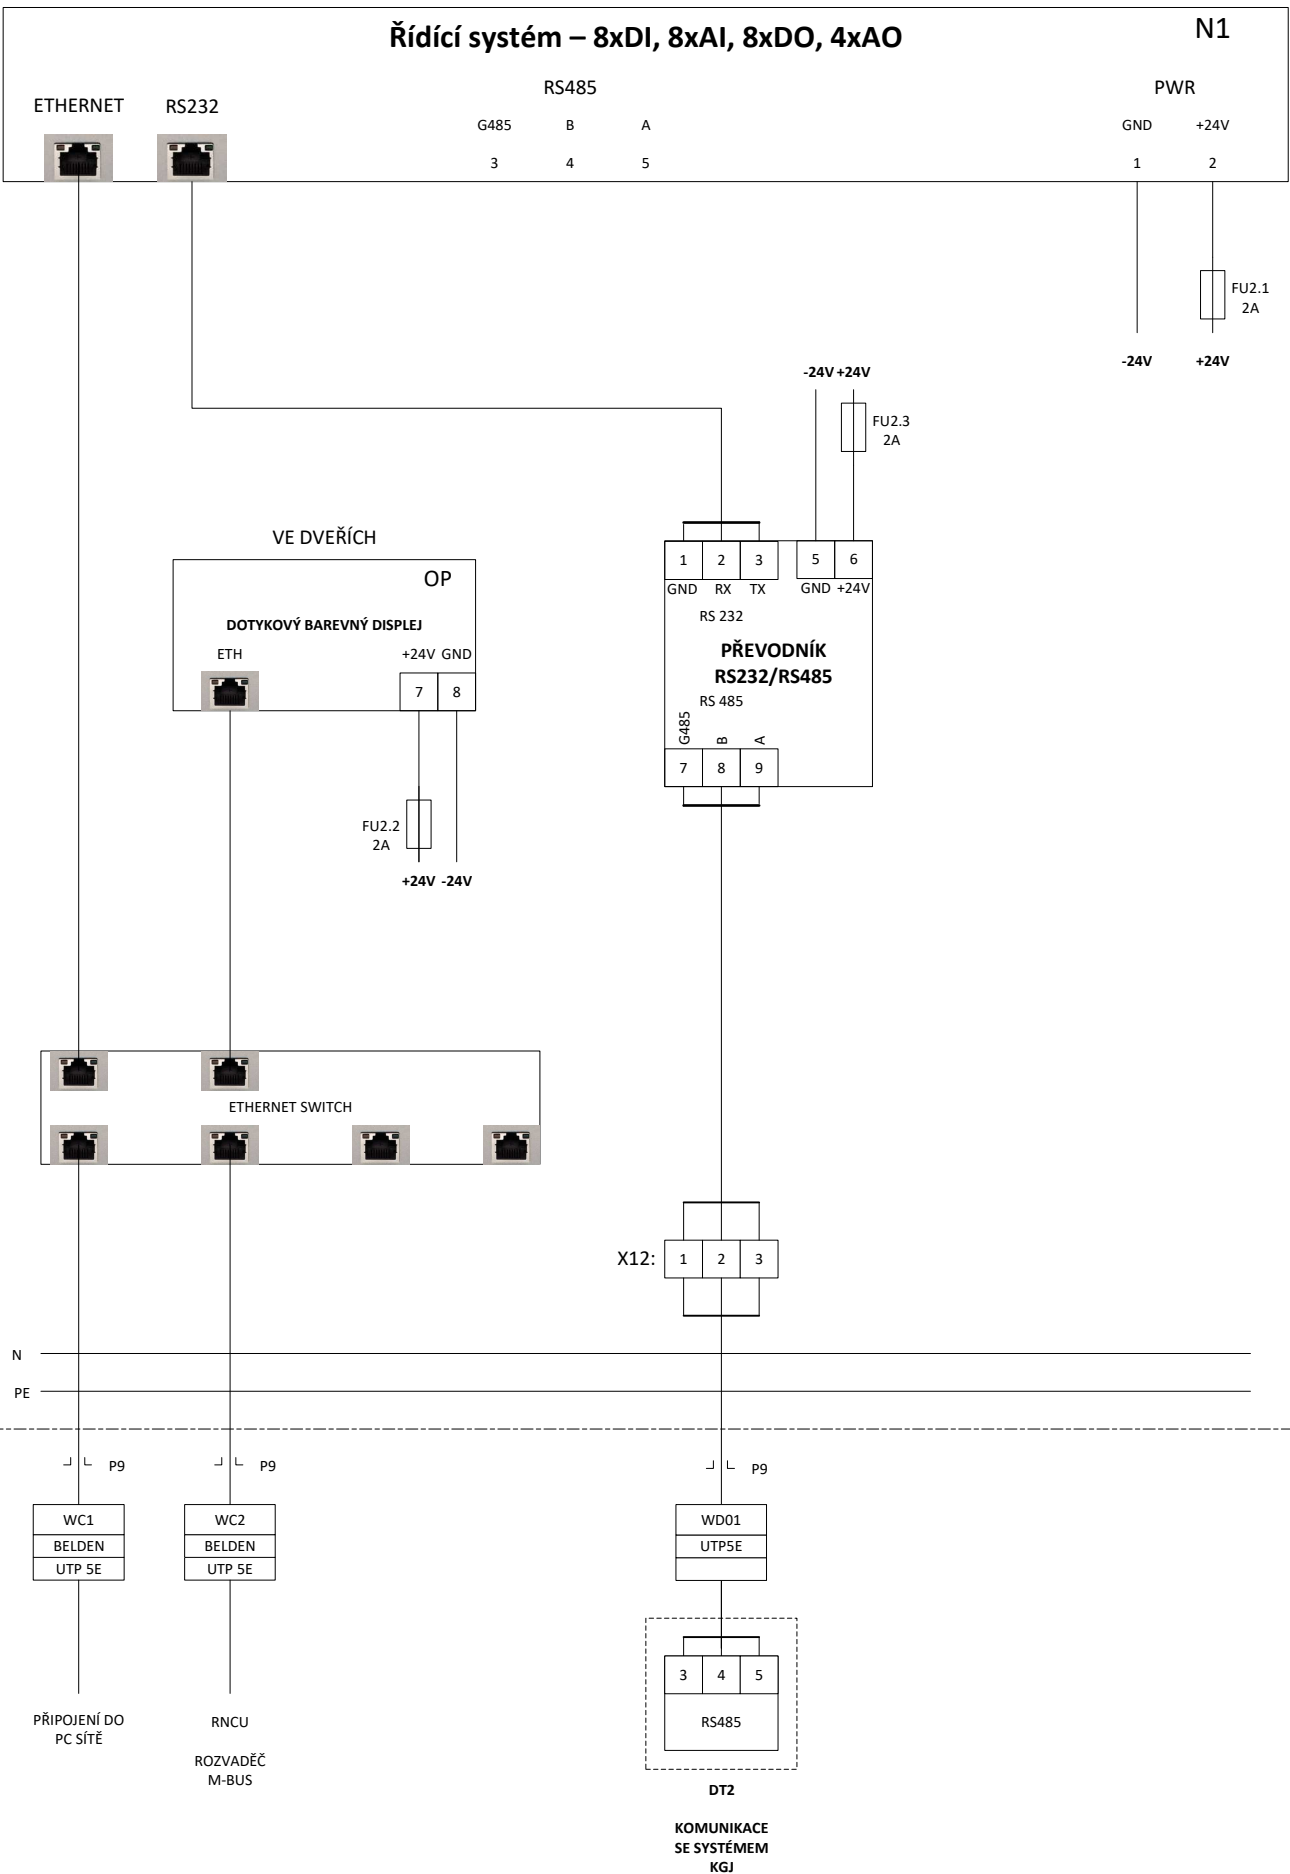 Řídící systém – 8xDI, 8xAI, 8xDO, 4xAO
N1
ETHERNET
RS232
RS485
PWR
G485
B
A
GND
+24V
3
4
5
1
2
FU2.1
2A
-24V
+24V
-24V
+24V
FU2.3
2A
VE DVEŘÍCH
OP
DOTYKOVÝ BAREVNÝ DISPLEJ
ETH
+24V
GND
7
8
FU2.2
2A
+24V
-24V
1
2
3
5
6
GND
RX
TX
GND
+24V
RS 232
PŘEVODNÍK
RS232/RS485
RS 485
G485
B
A
7
8
9
ETHERNET SWITCH
X12:
1
2
3
N
PE
P9
P9
P9
WC1
BELDEN
UTP 5E
WC2
BELDEN
UTP 5E
WD01
UTP5E
3
4
5
RS485
PŘIPOJENÍ DO
PC SÍTĚ
RNCU
ROZVADĚČ
M-BUS
DT2
KOMUNIKACE
SE SYSTÉMEM
KGJ